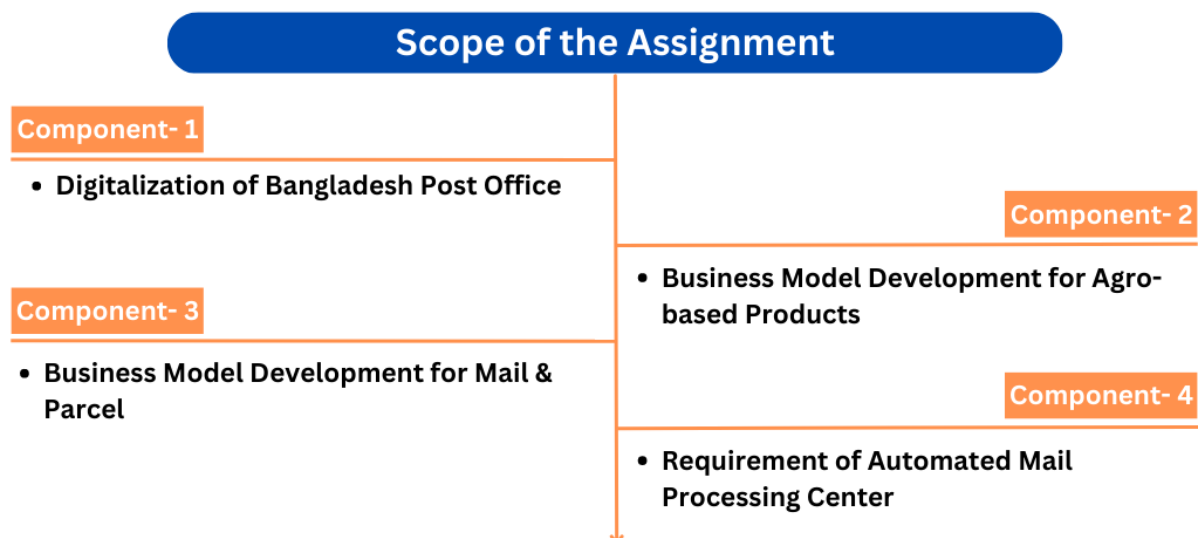 Scope of the Assignment
Component- 1
• Digitalization of Bangladesh Post Office
Component- 2
• Business Model Development for Agro-
based Products
Component- 3
• Business Model Development for Mail &
Parcel
Component- 4
• Requirement of Automated Mail
Processing Center